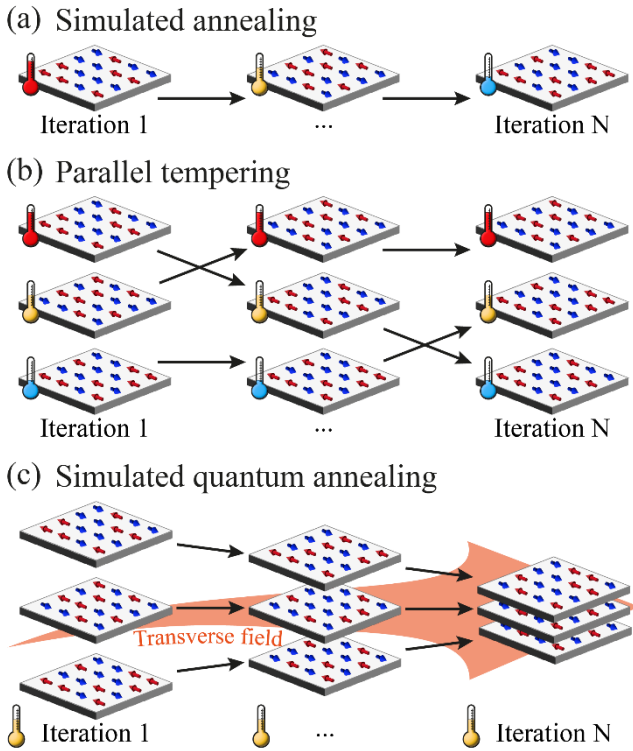 (a) Simulated annealing
Iteration 1 ... Iteration N
(b) Parallel tempering
Iteration 1 ... Iteration N
(c) Simulated quantum annealing
Transverse field
Iteration 1 ... Iteration N